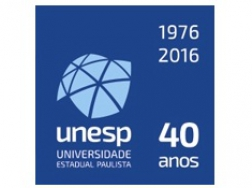 1976
2016
unesp
UNIVERSIDADE
ESTADUAL PAULISTA
40
anos